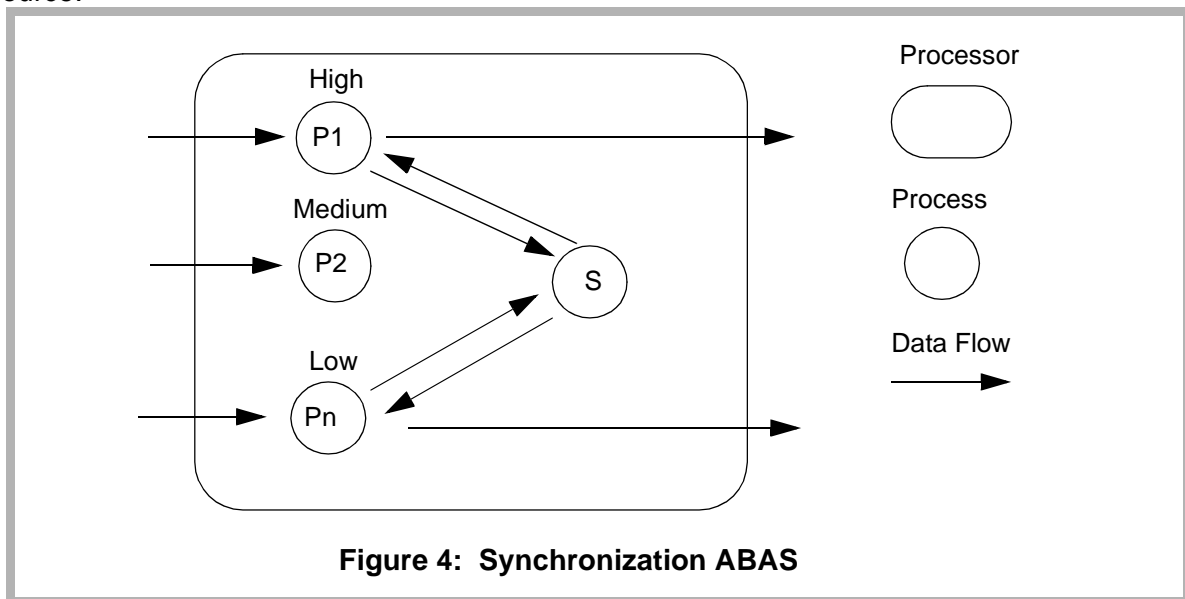 High
P1
Medium
P2
S
Low
Pn
Processor
Process
Data Flow
Figure 4: Synchronization ABAS